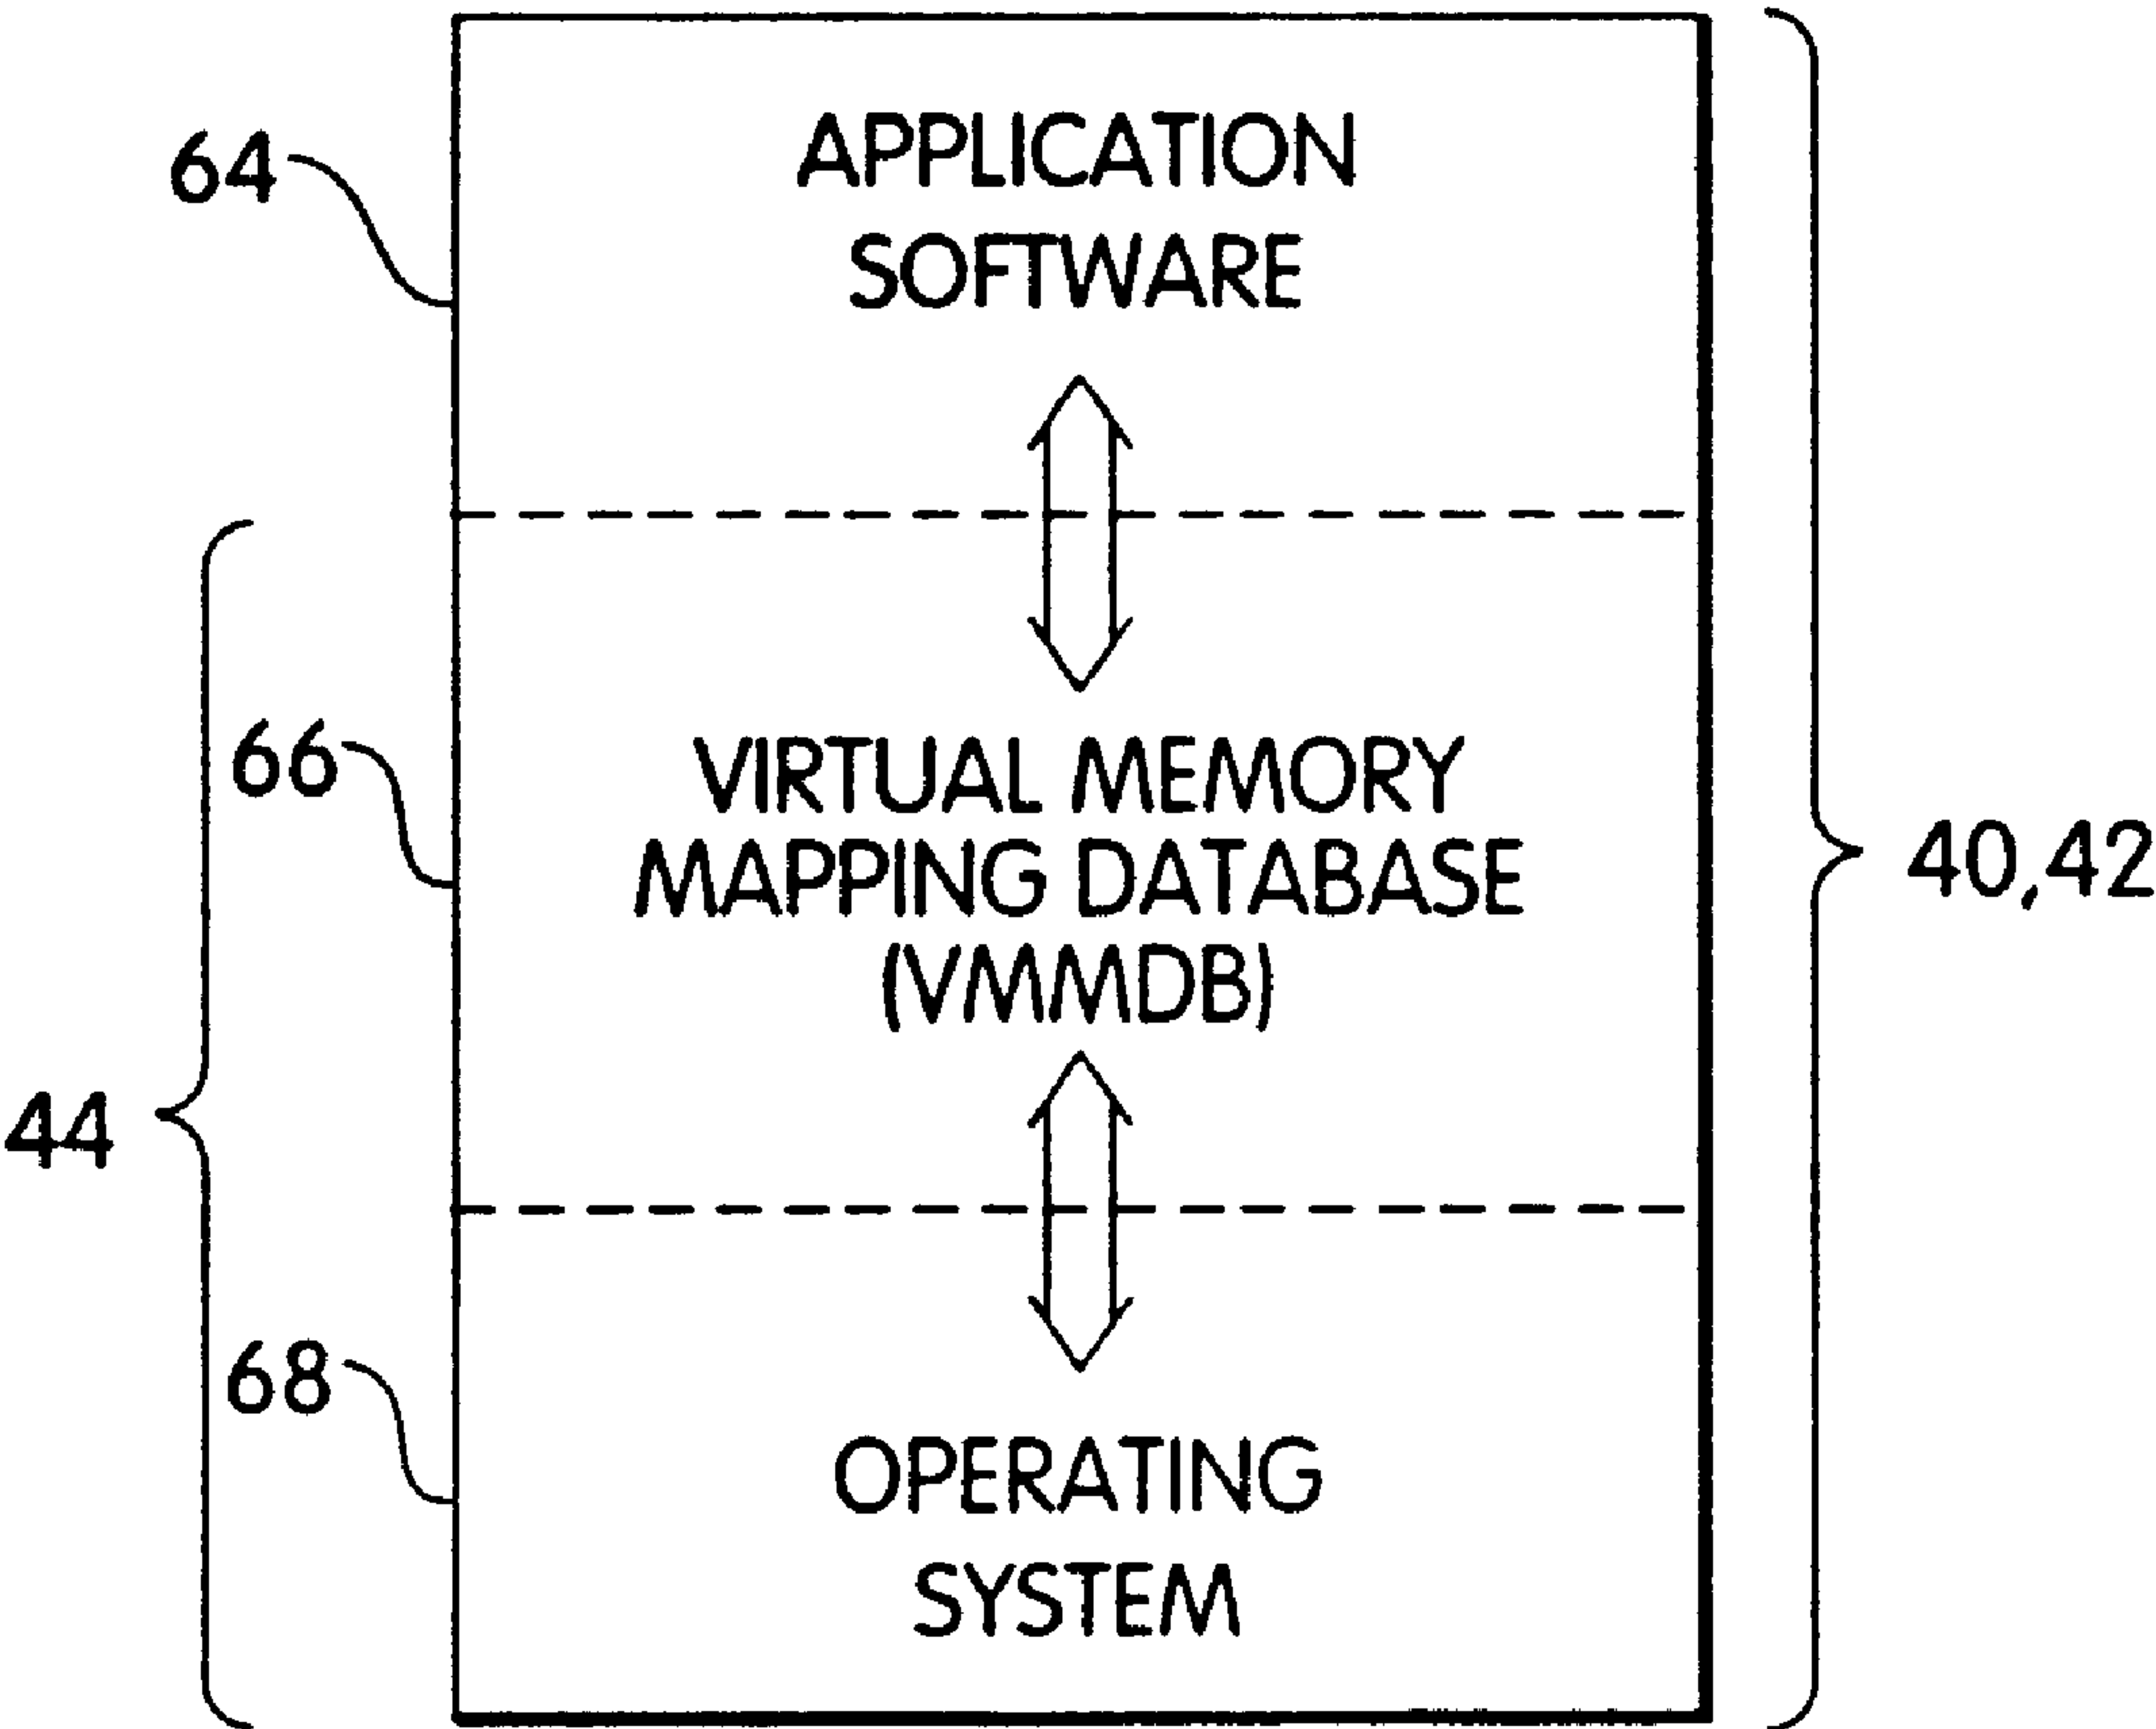 64
APPLICATION
SOFTWARE
66
VIRTUAL MEMORY
MAPPING DATABASE
(VMMDB)
40,42
44
68
OPERATING
SYSTEM